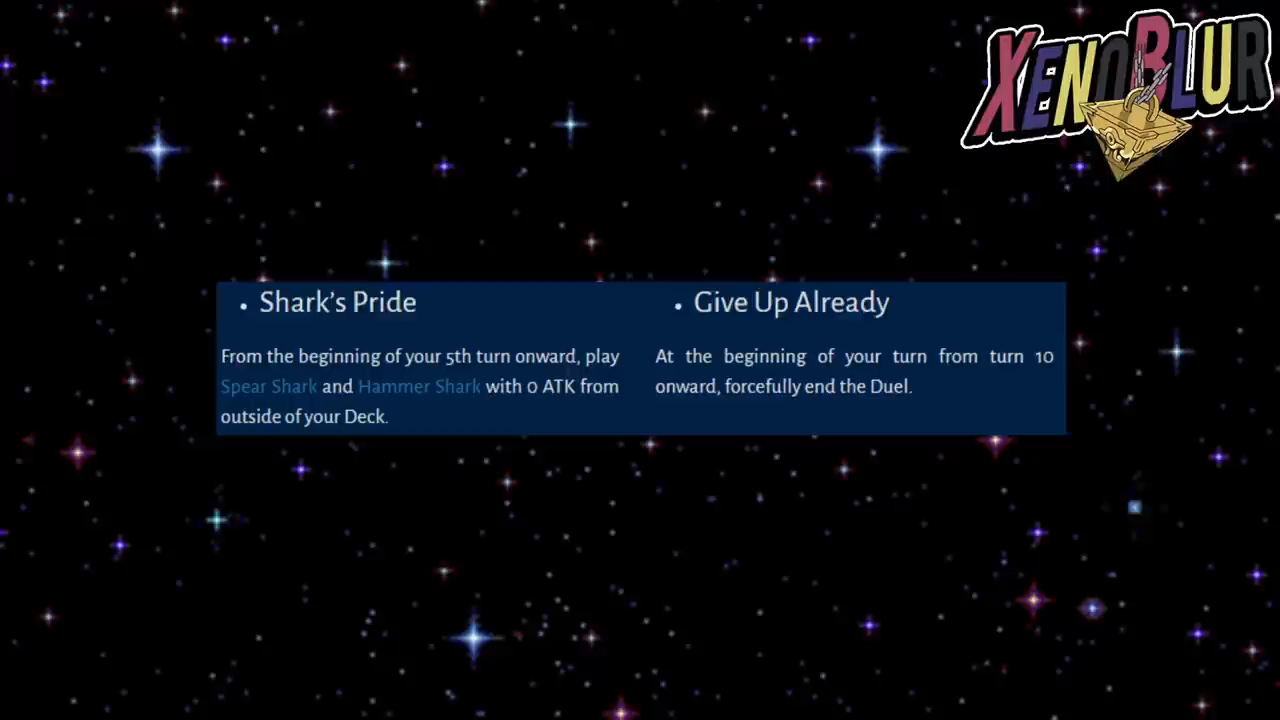 XENOBLUR
• Shark's Pride
From the beginning of your 5th turn onward, play
Spear Shark and Hammer Shark with 0 ATK from
outside of your Deck.
• Give Up Already
At the beginning of your turn from turn 10
onward, forcefully end the Duel.